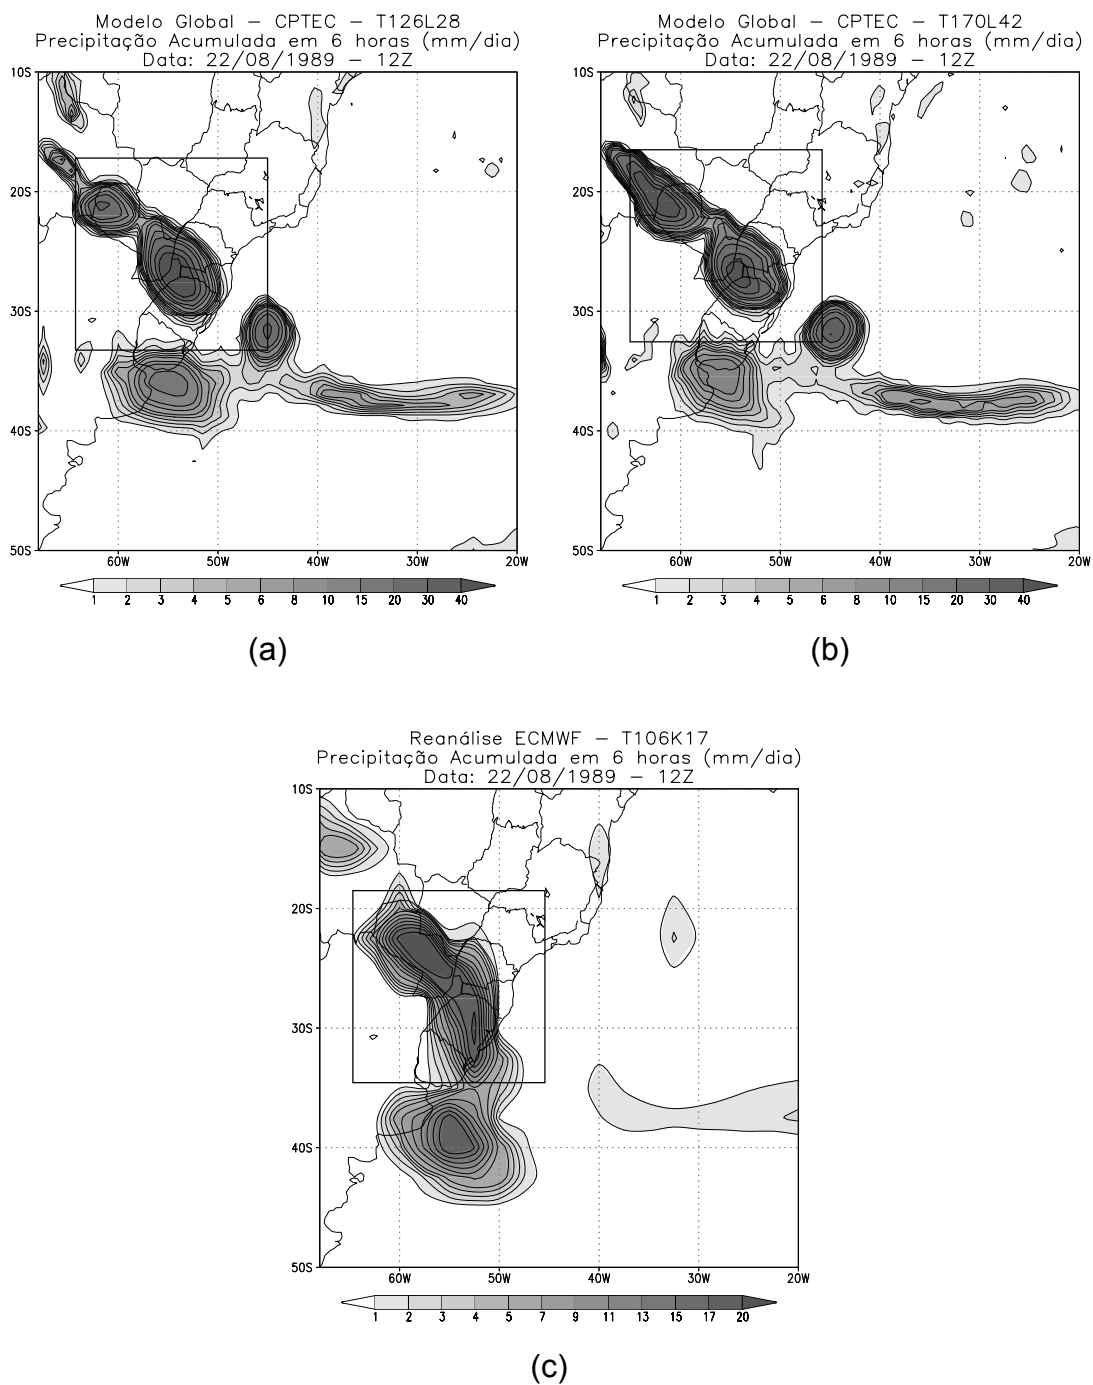 Modelo Global – CPTEC – T126L28
Precipitação Acumulada em 6 horas (mm/dia)
Data: 22/08/1989 – 12Z
10S
20S
30S
40S
50S
60W 50W 40W 30W 20W
1 2 3 4 5 6 8 10 15 20 30 40
(a)
Modelo Global – CPTEC – T170L42
Precipitação Acumulada em 6 horas (mm/dia)
Data: 22/08/1989 – 12Z
10S
20S
30S
40S
50S
60W 50W 40W 30W 20W
1 2 3 4 5 6 8 10 15 20 30 40
(b)
Reanálise ECMWF – T106K17
Precipitação Acumulada em 6 horas (mm/dia)
Data: 22/08/1989 – 12Z
10S
20S
30S
40S
50S
60W 50W 40W 30W 20W
1 2 3 4 5 7 9 11 13 15 17 20
(c)